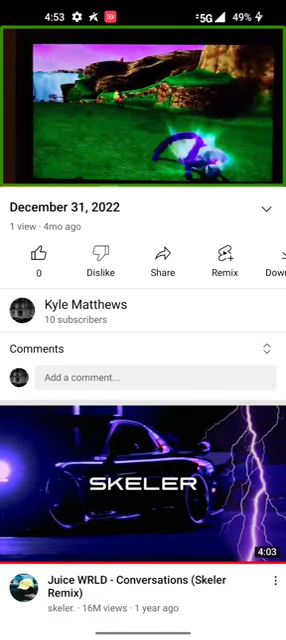 4:53
5G
49%
December 31, 2022
1 view · 4mo ago
0
Dislike
Share
Remix
Down
Kyle Matthews
10 subscribers
Comments
Add a comment...
SKELER
4:03
Juice WRLD - Conversations (Skeler
Remix)
skeler. · 16M views · 1 year ago